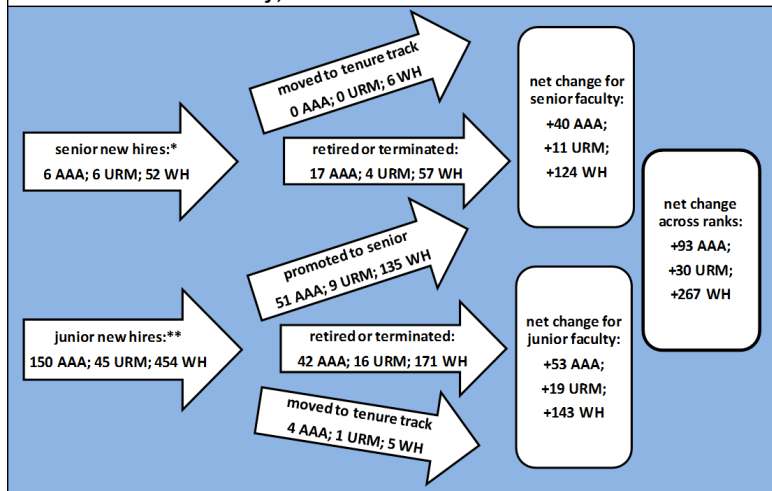 moved to tenure track
0 AAA; 0 URM; 6 WH
senior new hires:*
6 AAA; 6 URM; 52 WH
retired or terminated:
17 AAA; 4 URM; 57 WH
net change for
senior faculty:
+40 AAA;
+11 URM;
+124 WH
promoted to senior
51 AAA; 9 URM; 135 WH
junior new hires:**
150 AAA; 45 URM; 454 WH
retired or terminated:
42 AAA; 16 URM; 171 WH
moved to tenure track
4 AAA; 1 URM; 5 WH
net change for
junior faculty:
+53 AAA;
+19 URM;
+143 WH
net change
across ranks:
+93 AAA;
+30 URM;
+267 WH